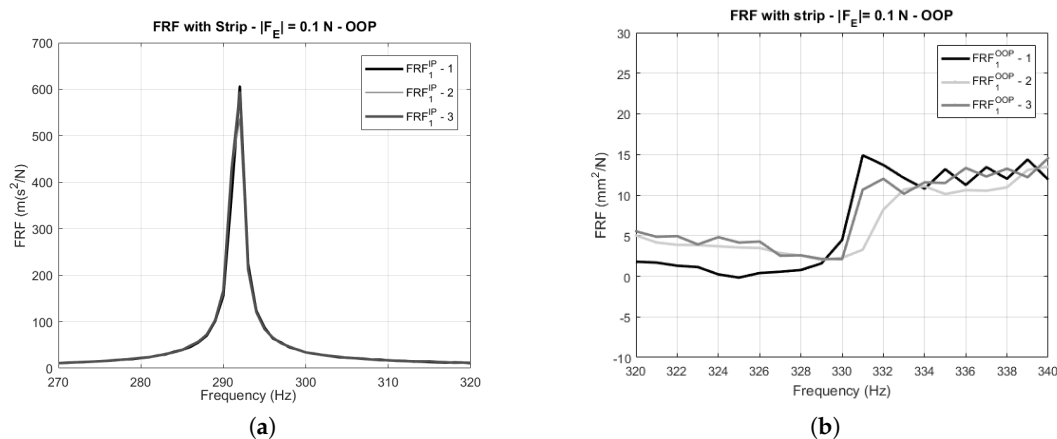 FRF with Strip - |F_E| = 0.1 N - OOP
FRF_1^IP - 1
FRF_1^IP - 2
FRF_1^IP - 3
FRF (m(s²/N)
700
600
500
400
300
200
100
0
270 280 290 300 310 320
Frequency (Hz)
(a)
FRF with strip - |F_E|= 0.1 N - OOP
FRF_1^OOP - 1
FRF_1^OOP - 2
FRF_1^OOP - 3
FRF (mm²/N)
30
25
20
15
10
5
0
-5
-10
320 322 324 326 328 330 332 334 336 338 340
Frequency (Hz)
(b)